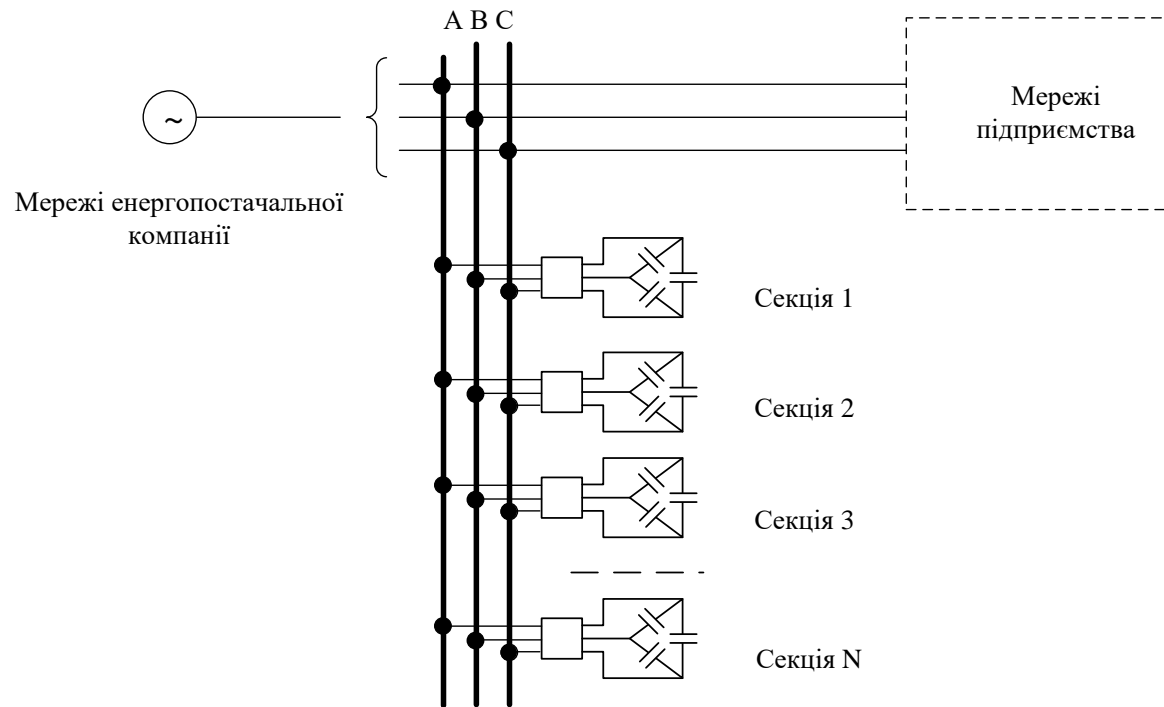 А В С
Мережі
підприємства
~
Мережі енергопостачальної
компанії
Секція 1
Секція 2
Секція 3
Секція N